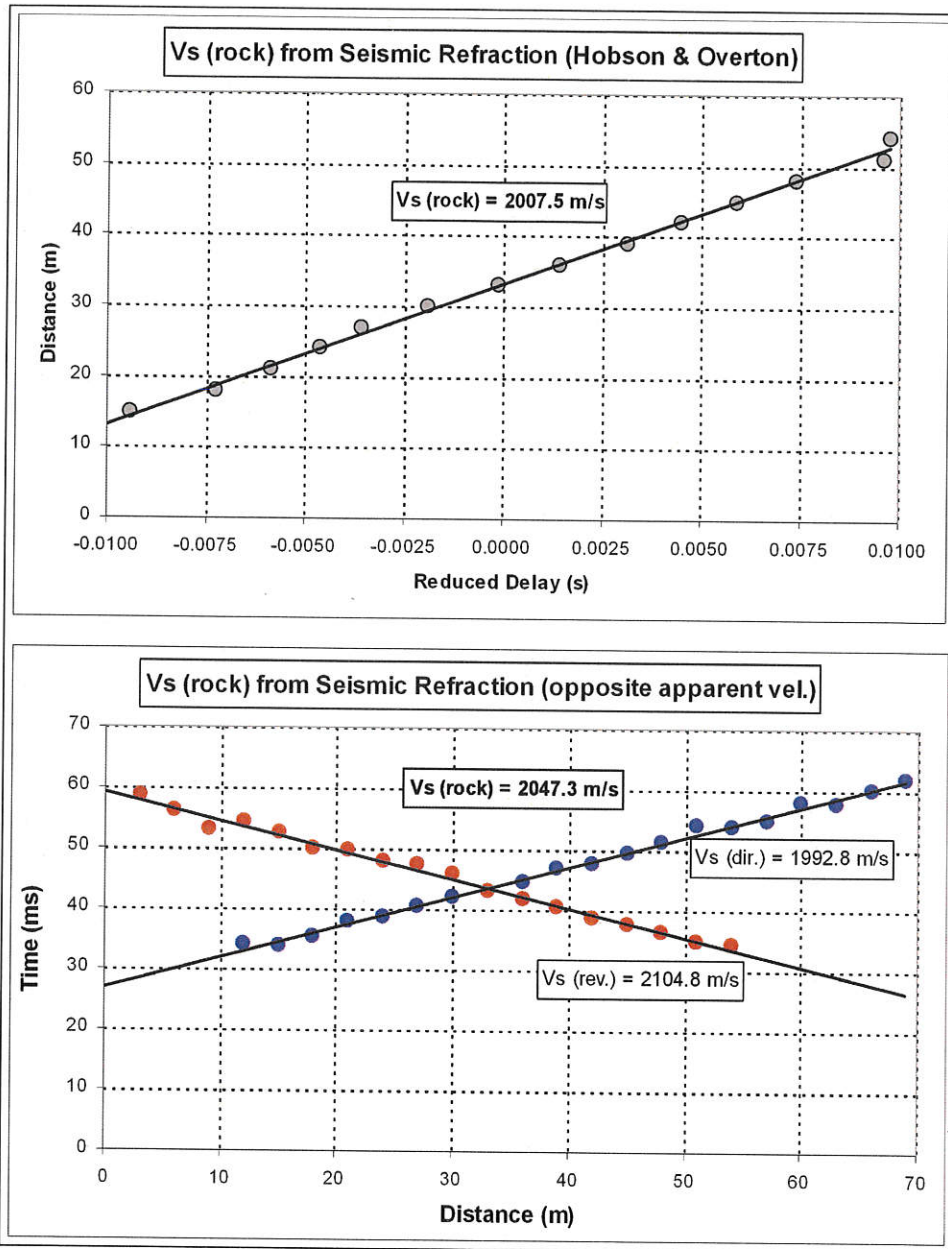 Vs (rock) from Seismic Refraction (Hobson & Overton)
60
50
40
30
20
10
0
Distance (m)
Vs (rock) = 2007.5 m/s
-0.0100 -0.0075 -0.0050 -0.0025 0.0000 0.0025 0.0050 0.0075 0.0100
Reduced Delay (s)
Vs (rock) from Seismic Refraction (opposite apparent vel.)
70
60
50
40
30
20
10
0
Time (ms)
Vs (rock) = 2047.3 m/s
Vs (dir.) = 1992.8 m/s
Vs (rev.) = 2104.8 m/s
0 10 20 30 40 50 60 70
Distance (m)